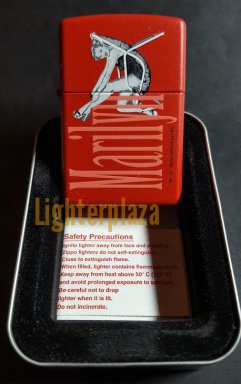 Marilyn
Lighterplaza
Safety Precautions
Ignite lighter away from face and clothing.
Zippo lighters do not self-extinguish.
Close to extinguish flame.
When filled, lighter contains flammable
Keep away from heat above 50° C
and avoid prolonged exposure to sunlight.
Be careful not to drop
lighter when it is lit.
Do not incinerate.